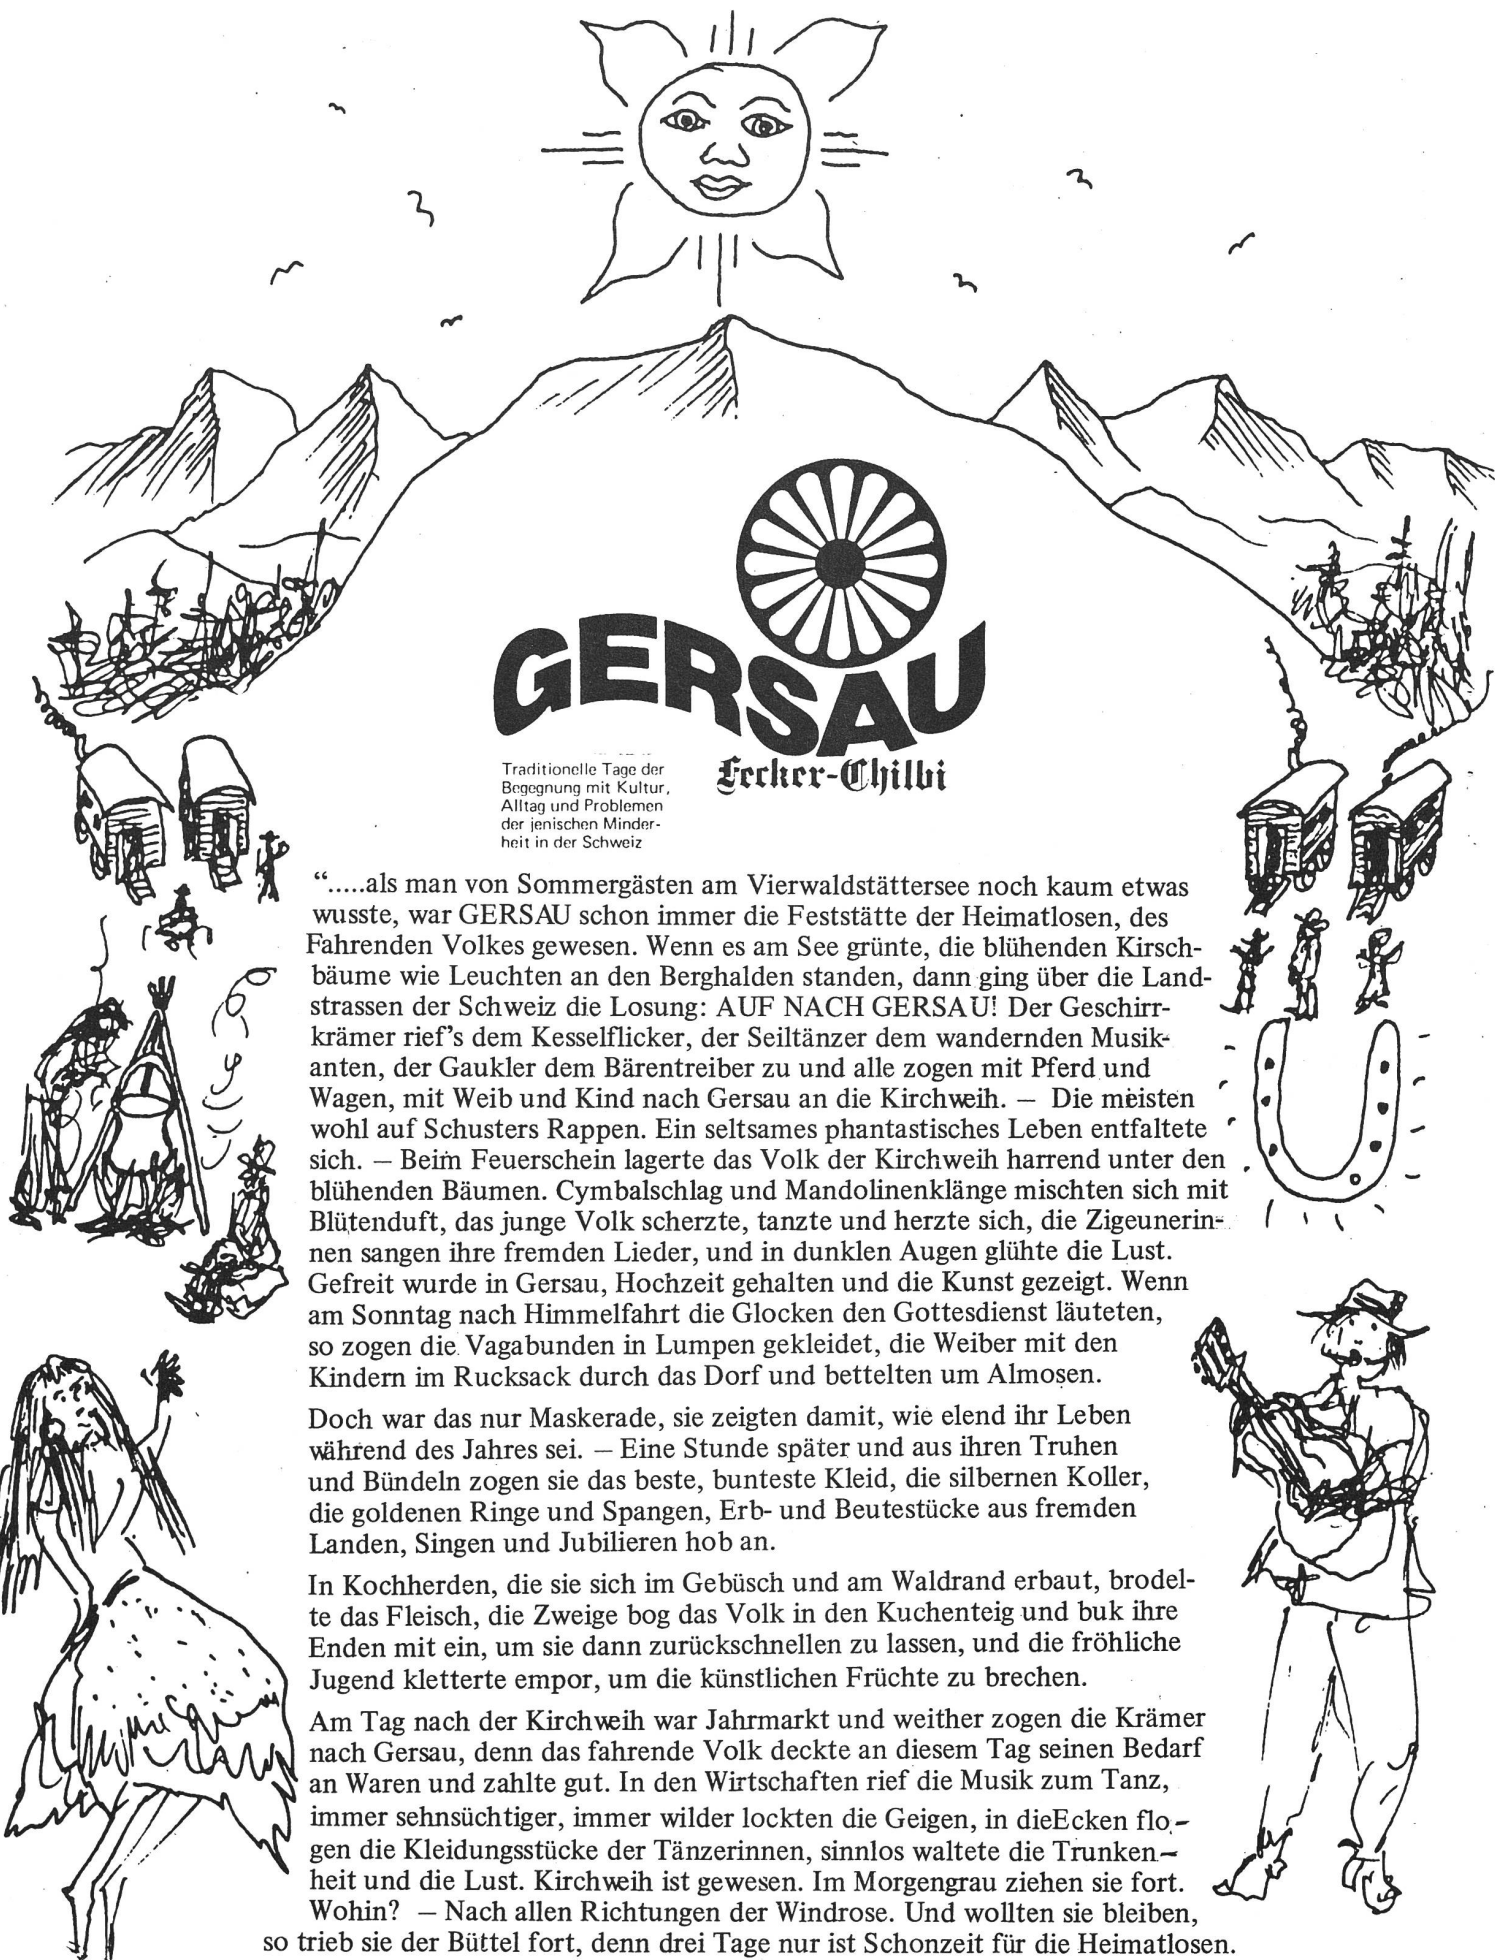 GERSAU
Fecker-Chilbi
Traditionelle Tage der
Begegnung mit Kultur,
Alltag und Problemen
der jenischen Minder-
heit in der Schweiz
“.....als man von Sommergästen am Vierwaldstättersee noch kaum etwas
wusste, war GERSAU schon immer die Feststätte der Heimatlosen, des
Fahrenden Volkes gewesen. Wenn es am See grünte, die blühenden Kirsch-
bäume wie Leuchten an den Berghalden standen, dann ging über die Land-
strassen der Schweiz die Losung: AUF NACH GERSAU! Der Geschirr-
krämer rief’s dem Kesselflicker, der Seiltänzer dem wandernden Musik-
anten, der Gaukler dem Bärentreiber zu und alle zogen mit Pferd und
Wagen, mit Weib und Kind nach Gersau an die Kirchweih. — Die meisten
wohl auf Schusters Rappen. Ein seltsames phantastisches Leben entfaltete
sich. — Beim Feuerschein lagerte das Volk der Kirchweih harrend unter den
blühenden Bäumen. Cymbalschlag und Mandolinenklänge mischten sich mit
Blütenduft, das junge Volk scherzte, tanzte und herzte sich, die Zigeunerin-
nen sangen ihre fremden Lieder, und in dunklen Augen glühte die Lust.
Gefreit wurde in Gersau, Hochzeit gehalten und die Kunst gezeigt. Wenn
am Sonntag nach Himmelfahrt die Glocken den Gottesdienst läuteten,
so zogen die Vagabunden in Lumpen gekleidet, die Weiber mit den
Kindern im Rucksack durch das Dorf und bettelten um Almosen.
Doch war das nur Maskerade, sie zeigten damit, wie elend ihr Leben
während des Jahres sei. — Eine Stunde später und aus ihren Truhen
und Bündeln zogen sie das beste, bunteste Kleid, die silbernen Koller,
die goldenen Ringe und Spangen, Erb- und Beutestücke aus fremden
Landen, Singen und Jubilieren hob an.
In Kochherden, die sie sich im Gebüsch und am Waldrand erbaut, brodel-
te das Fleisch, die Zweige bog das Volk in den Kuchenteig und buk ihre
Enden mit ein, um sie dann zurückschnellen zu lassen, und die fröhliche
Jugend kletterte empor, um die künstlichen Früchte zu brechen.
Am Tag nach der Kirchweih war Jahrmarkt und weither zogen die Krämer
nach Gersau, denn das fahrende Volk deckte an diesem Tag seinen Bedarf
an Waren und zahlte gut. In den Wirtschaften rief die Musik zum Tanz,
immer sehnsüchtiger, immer wilder lockten die Geigen, in dieEcken flo-
gen die Kleidungsstücke der Tänzerinnen, sinnlos waltete die Trunken-
heit und die Lust. Kirchweih ist gewesen. Im Morgengrau ziehen sie fort.
Wohin? — Nach allen Richtungen der Windrose. Und wollten sie bleiben,
so trieb sie der Büttel fort, denn drei Tage nur ist Schonzeit für die Heimatlosen.